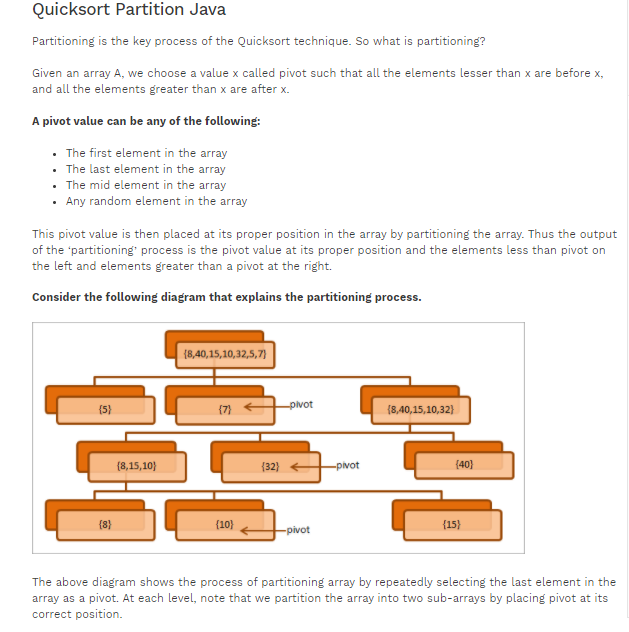 Quicksort Partition Java
Partitioning is the key process of the Quicksort technique. So what is partitioning?
Given an array A, we choose a value x called pivot such that all the elements lesser than x are before x,
and all the elements greater than x are after x.
A pivot value can be any of the following:
• The first element in the array
• The last element in the array
• The mid element in the array
• Any random element in the array
This pivot value is then placed at its proper position in the array by partitioning the array. Thus the output
of the 'partitioning' process is the pivot value at its proper position and the elements less than pivot on
the left and elements greater than a pivot at the right.
Consider the following diagram that explains the partitioning process.
{8,40,15,10,32,5,7}
{5} {7} pivot {8,40,15,10,32}
{8,15,10} {32} pivot {40}
{8} {10} pivot {15}
The above diagram shows the process of partitioning array by repeatedly selecting the last element in the
array as a pivot. At each level, note that we partition the array into two sub-arrays by placing pivot at its
correct position.